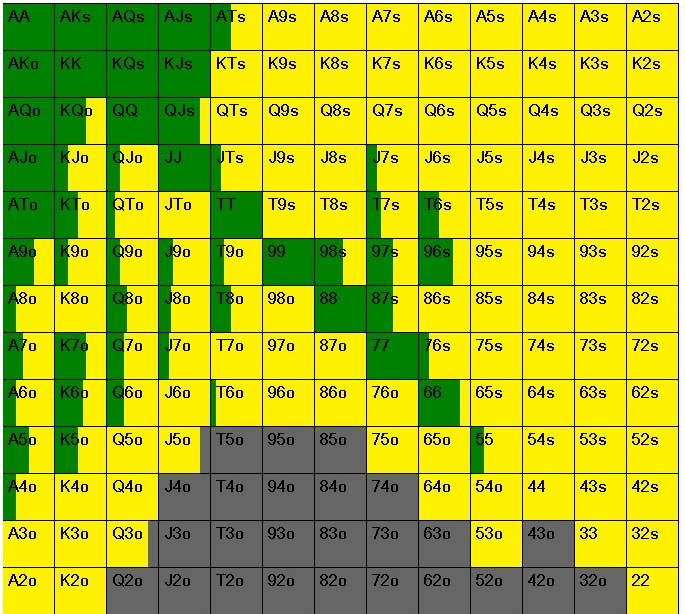 AA AKs AQs AJs ATs A9s A8s A7s A6s A5s A4s A3s A2s
AKo KK KQs KJs KTs K9s K8s K7s K6s K5s K4s K3s K2s
AQo KQo QQ QJs QTs Q9s Q8s Q7s Q6s Q5s Q4s Q3s Q2s
AJo KJo QJo JJ JTs J9s J8s J7s J6s J5s J4s J3s J2s
ATo KTo QTo JTo TT T9s T8s T7s T6s T5s T4s T3s T2s
A9o K9o Q9o J9o T9o 99 98s 97s 96s 95s 94s 93s 92s
A8o K8o Q8o J8o T8o 98o 88 87s 86s 85s 84s 83s 82s
A7o K7o Q7o J7o T7o 97o 87o 77 76s 75s 74s 73s 72s
A6o K6o Q6o J6o T6o 96o 86o 76o 66 65s 64s 63s 62s
A5o K5o Q5o J5o T5o 95o 85o 75o 65o 55 54s 53s 52s
A4o K4o Q4o J4o T4o 94o 84o 74o 64o 54o 44 43s 42s
A3o K3o Q3o J3o T3o 93o 83o 73o 63o 53o 43o 33 32s
A2o K2o Q2o J2o T2o 92o 82o 72o 62o 52o 42o 32o 22